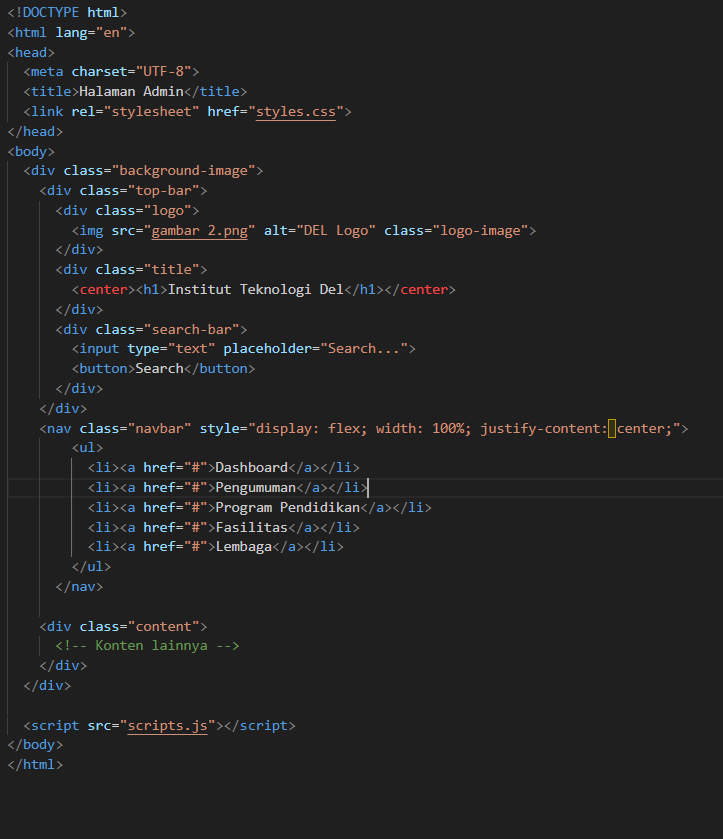 <!DOCTYPE html>
<html lang="en">
<head>
  <meta charset="UTF-8">
  <title>Halaman Admin</title>
  <link rel="stylesheet" href="styles.css">
</head>
<body>
  <div class="background-image">
    <div class="top-bar">
      <div class="logo">
        <img src="gambar 2.png" alt="DEL Logo" class="logo-image">
      </div>
      <div class="title">
        <center><h1>Institut Teknologi Del</h1></center>
      </div>
      <div class="search-bar">
        <input type="text" placeholder="Search...">
        <button>Search</button>
      </div>
    </div>
    <nav class="navbar" style="display: flex; width: 100%; justify-content: center;">
        <ul>
          <li><a href="#">Dashboard</a></li>
          <li><a href="#">Pengumuman</a></li>
          <li><a href="#">Program Pendidikan</a></li>
          <li><a href="#">Fasilitas</a></li>
          <li><a href="#">Lembaga</a></li>
        </ul>
      </nav>

    <div class="content">
      <!-- Konten lainnya -->
    </div>
  </div>

  <script src="scripts.js"></script>
</body>
</html>